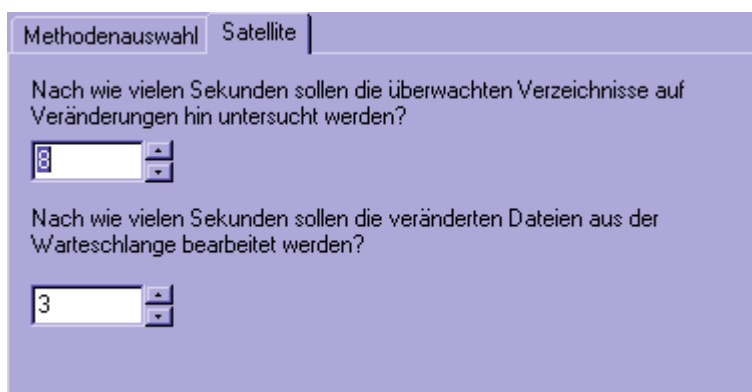 Methodenauswahl Satellite
Nach wie vielen Sekunden sollen die überwachten Verzeichnisse auf
Veränderungen hin untersucht werden?
8
Nach wie vielen Sekunden sollen die veränderten Dateien aus der
Warteschlange bearbeitet werden?
3